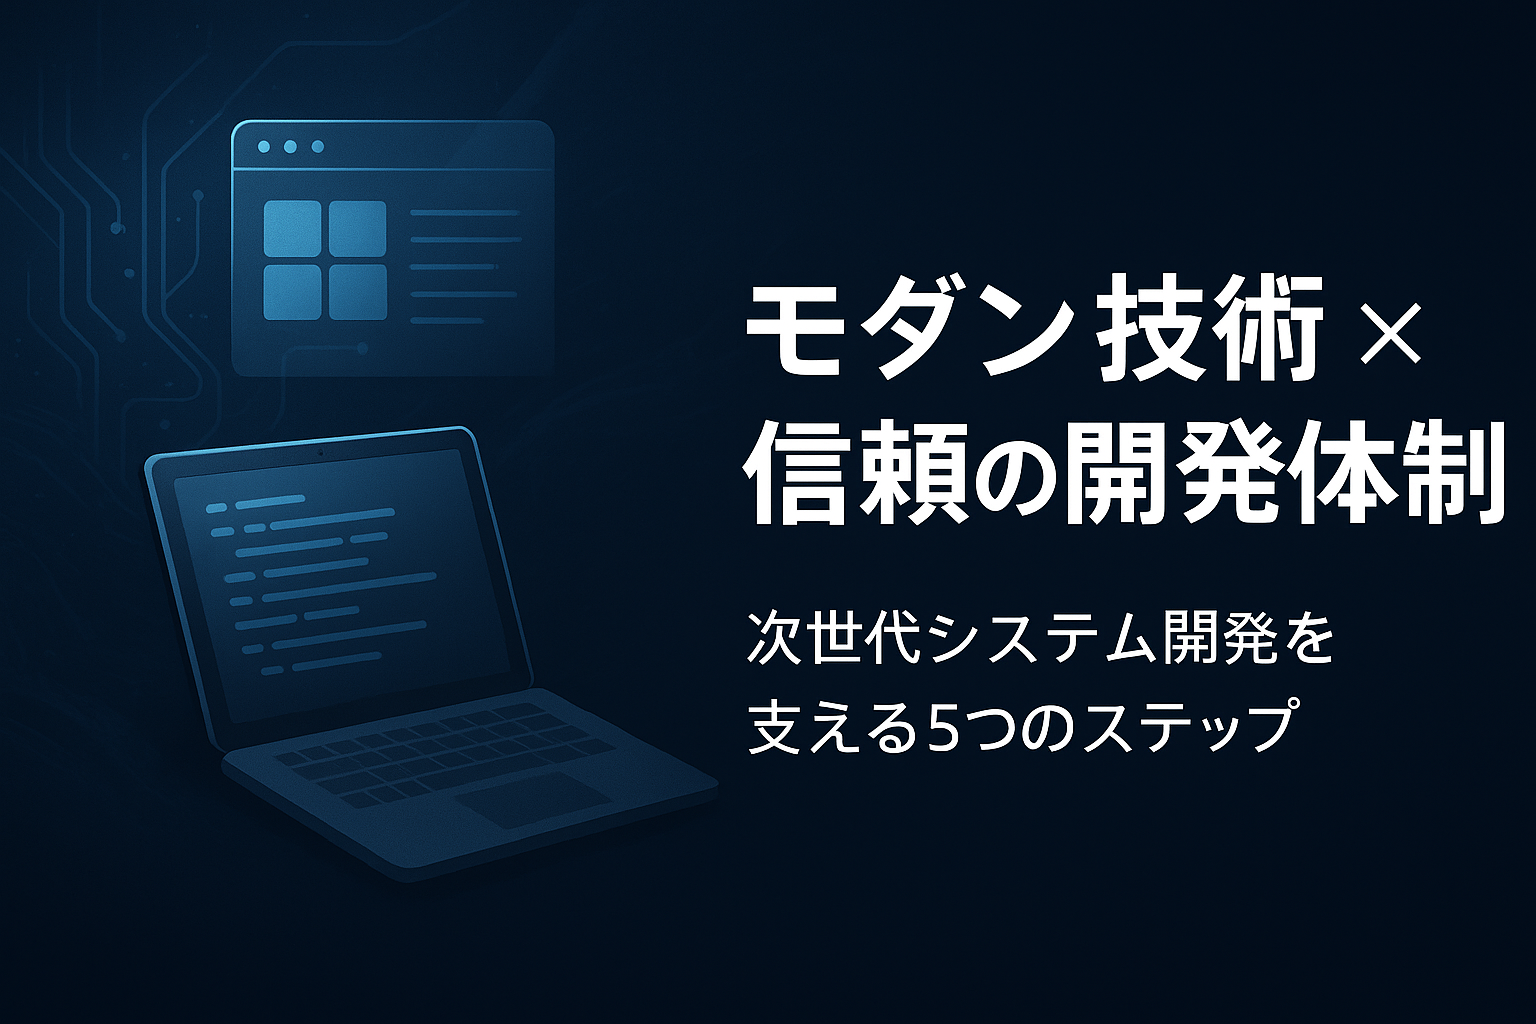 モダン技術×
信頼の開発体制
次世代システム開発を
支える5つのステップ